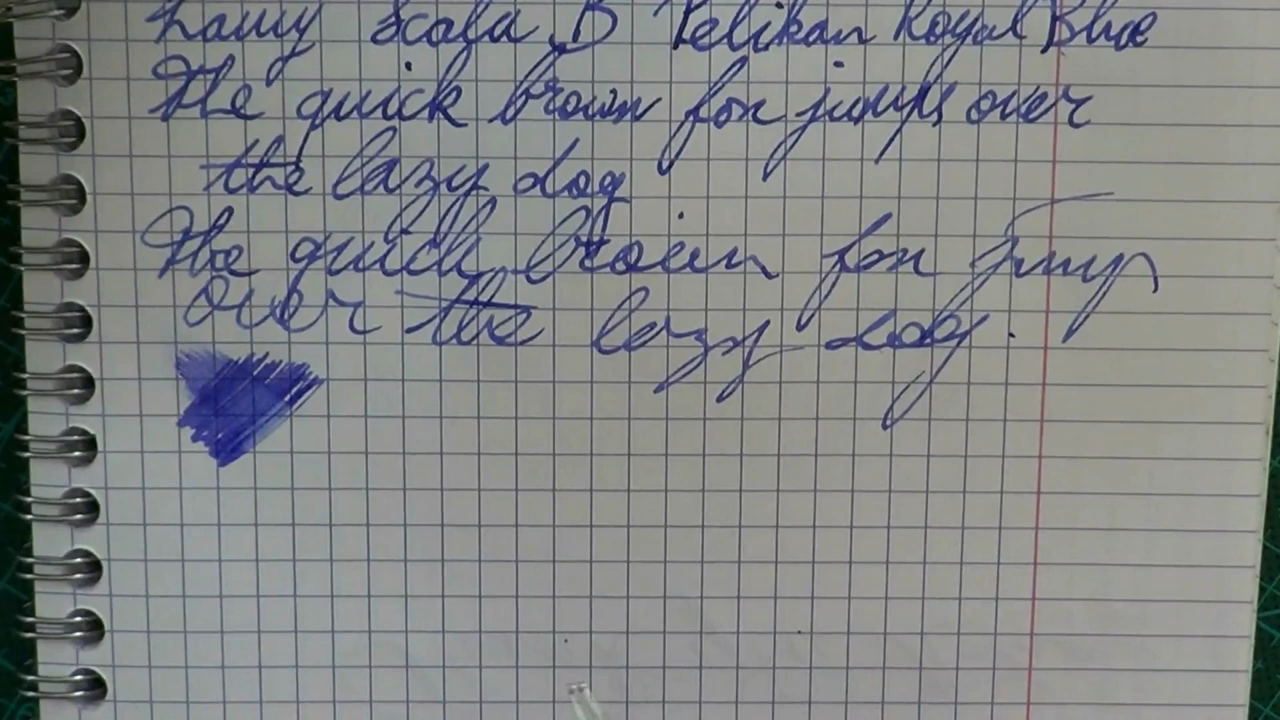 Lamy Scala B Pelikan Royal Blue
The quick brown fox jumps over
the lazy dog
The quick brown fox jump
over the lazy dog.